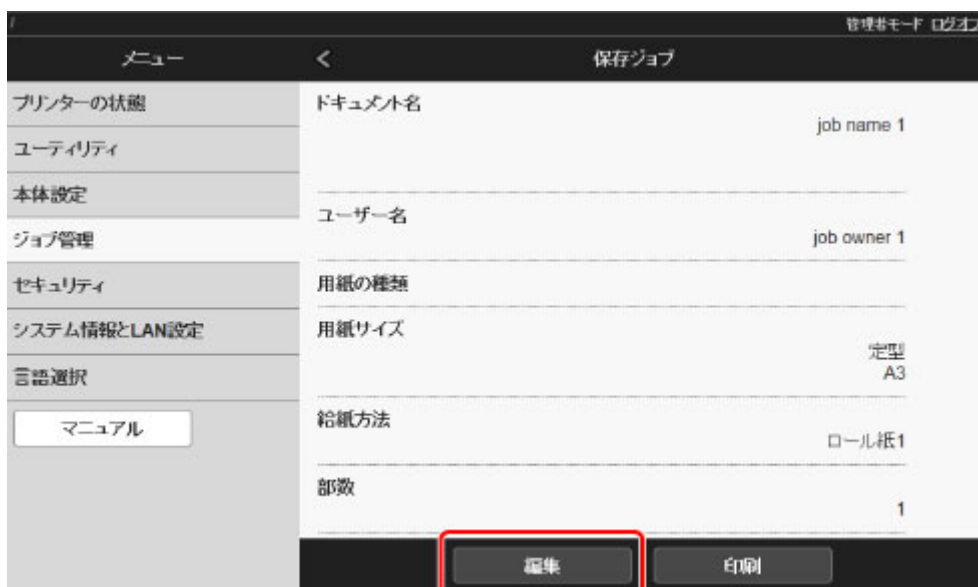 管理者モード ログオフ
メニュー
保存ジョブ
プリンターの状態
ユーティリティ
本体設定
ジョブ管理
セキュリティ
システム情報とLAN設定
言語選択
マニュアル
ドキュメント名
job name 1
ユーザー名
job owner 1
用紙の種類
用紙サイズ
定型
A3
給紙方法
ロール紙1
部数
1
編集
印刷